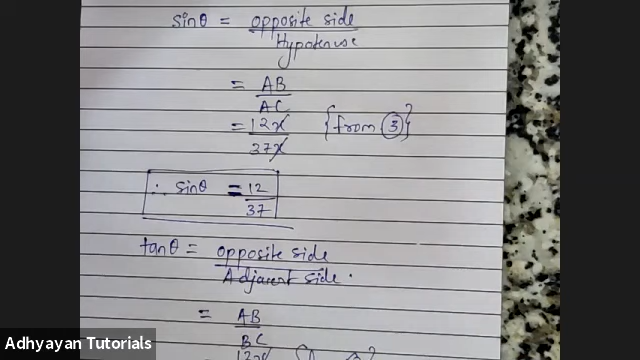 sinθ = opposite side
Hypotenuse
= AB
AC
= 12x {from ③}
37x
∴ sinθ = 12
37
tanθ = opposite side
Adjacent side.
= AB
BC
12x
Adhyayan Tutorials